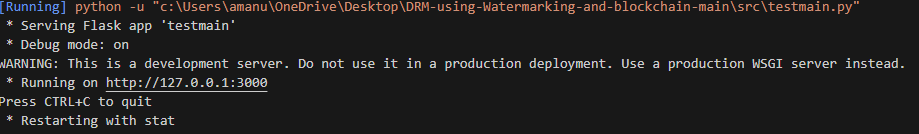 [Running] python -u "c:\Users\amanu\OneDrive\Desktop\DRM-using-Watermarking-and-blockchain-main\src\testmain.py"
 * Serving Flask app 'testmain'
 * Debug mode: on
WARNING: This is a development server. Do not use it in a production deployment. Use a production WSGI server instead.
 * Running on http://127.0.0.1:3000
Press CTRL+C to quit
 * Restarting with stat